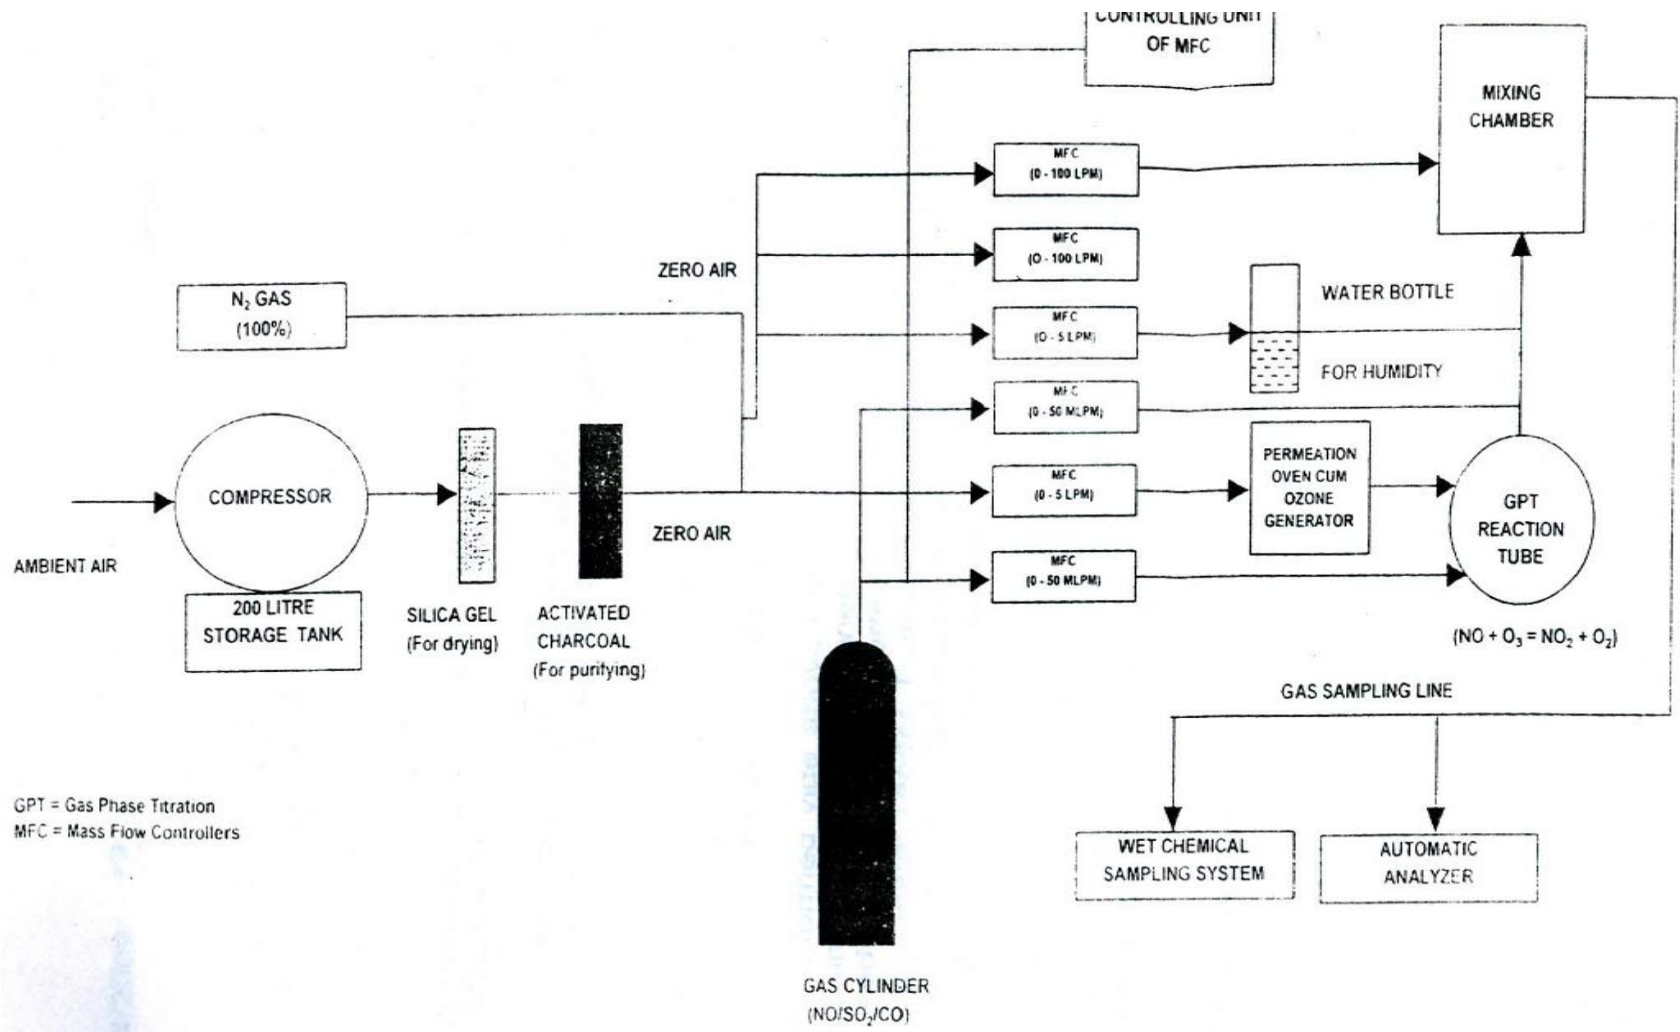 CONTROLLING UNIT
OF MFC
MIXING
CHAMBER
MFC
(0 - 100 LPM)
ZERO AIR
MFC
(O - 100 LPM)
N₂ GAS
(100%)
MFC
(O - 5 LPM)
WATER BOTTLE
FOR HUMIDITY
MFC
(0 - 50 MLPM)
COMPRESSOR
MFC
(0 - 5 LPM)
PERMEATION
OVEN CUM
OZONE
GENERATOR
GPT
REACTION
TUBE
AMBIENT AIR
ZERO AIR
MFC
(0 - 50 MLPM)
200 LITRE
STORAGE TANK
SILICA GEL
(For drying)
ACTIVATED
CHARCOAL
(For purifying)
(NO + O₃ = NO₂ + O₂)
GAS SAMPLING LINE
GPT = Gas Phase Titration
MFC = Mass Flow Controllers
WET CHEMICAL
SAMPLING SYSTEM
AUTOMATIC
ANALYZER
GAS CYLINDER
(NO/SO₂/CO)